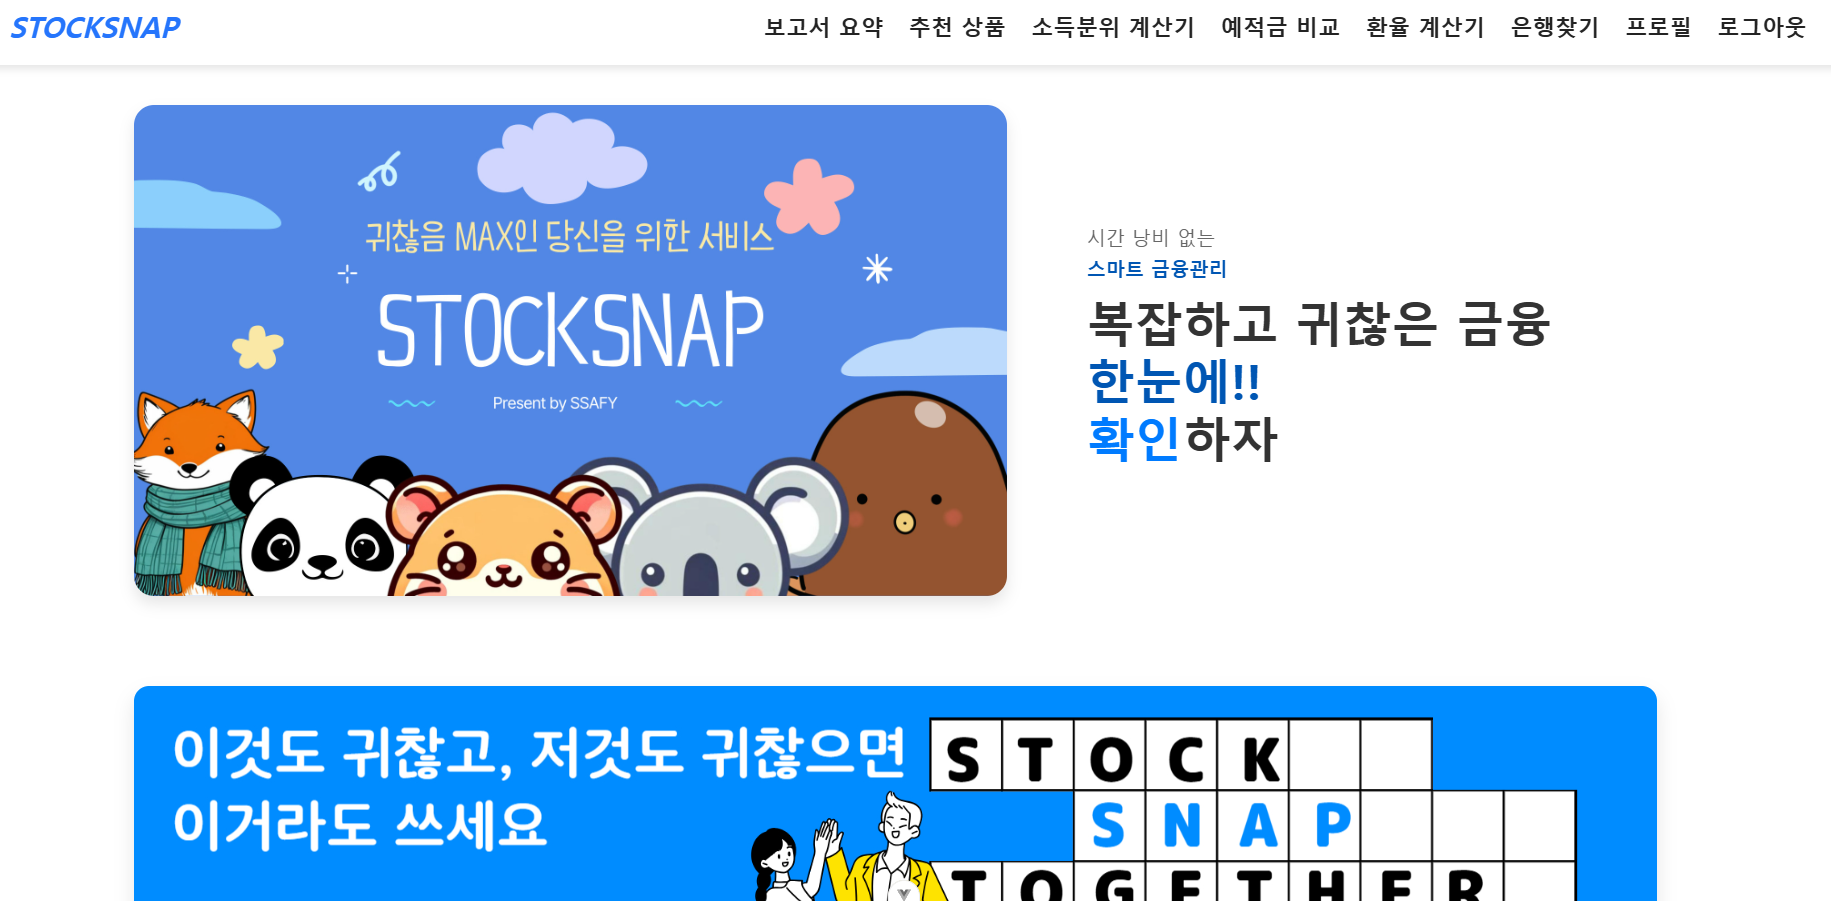 STOCKSNAP
보고서 요약 추천 상품 소득분위 계산기 예적금 비교 환율 계산기 은행찾기 프로필 로그아웃
귀찮음 MAX인 당신을 위한 서비스
STOCKSNAP
Present by SSAFY
시간 낭비 없는
스마트 금융관리
복잡하고 귀찮은 금융
한눈에!!
확인하자
이것도 귀찮고, 저것도 귀찮으면
이거라도 쓰세요
STOCK
SNAP
TOGETHER